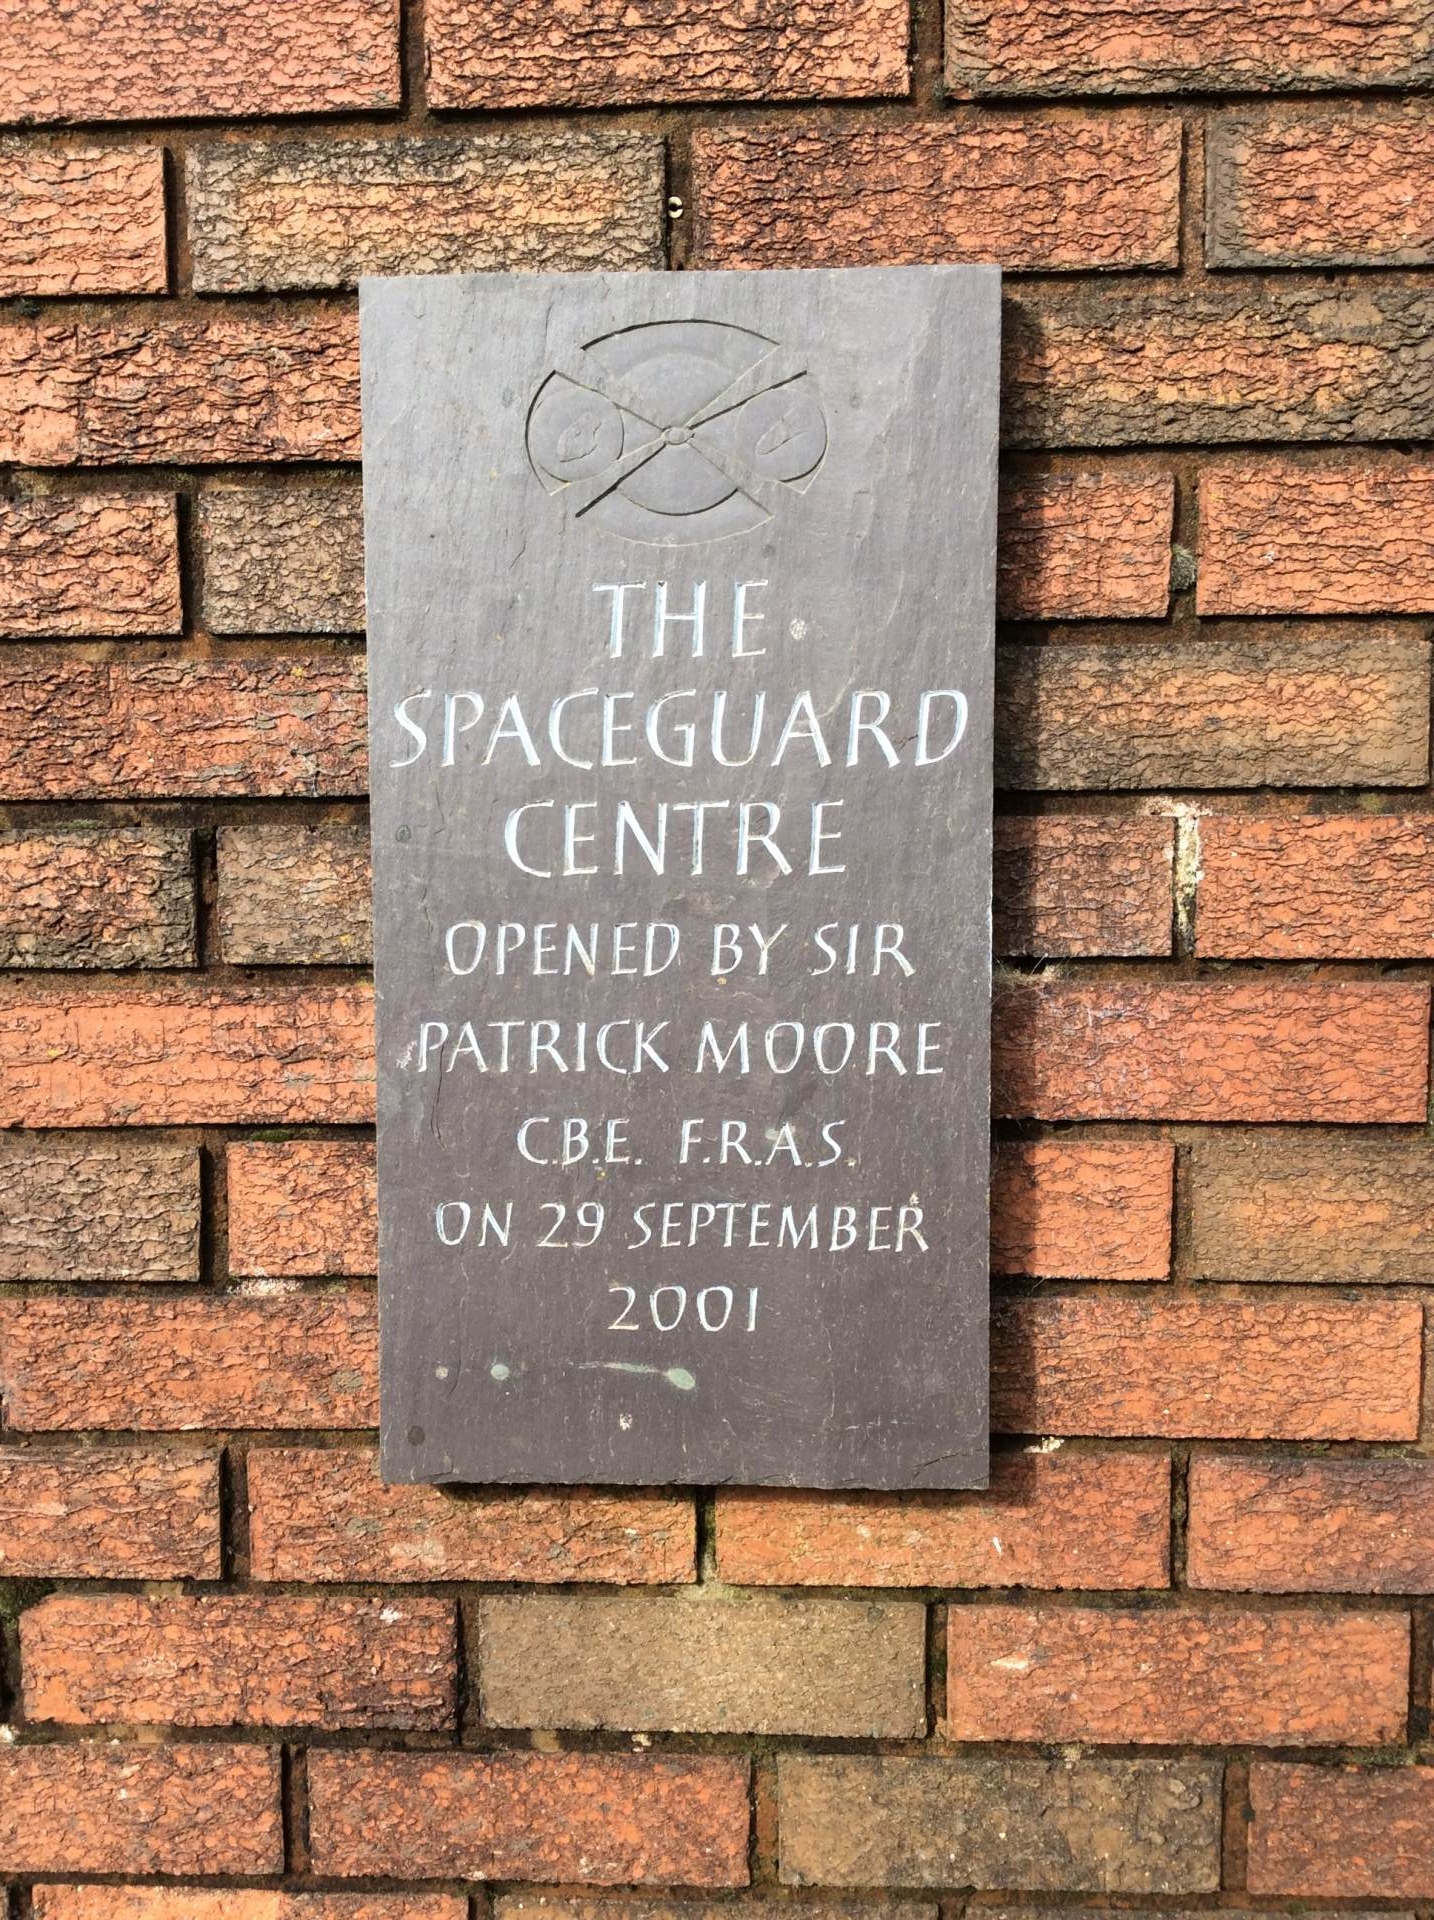 THE
SPACEGUARD
CENTRE
OPENED BY SIR
PATRICK MOORE
C.B.E. F.R.A.S.
ON 29 SEPTEMBER
2001